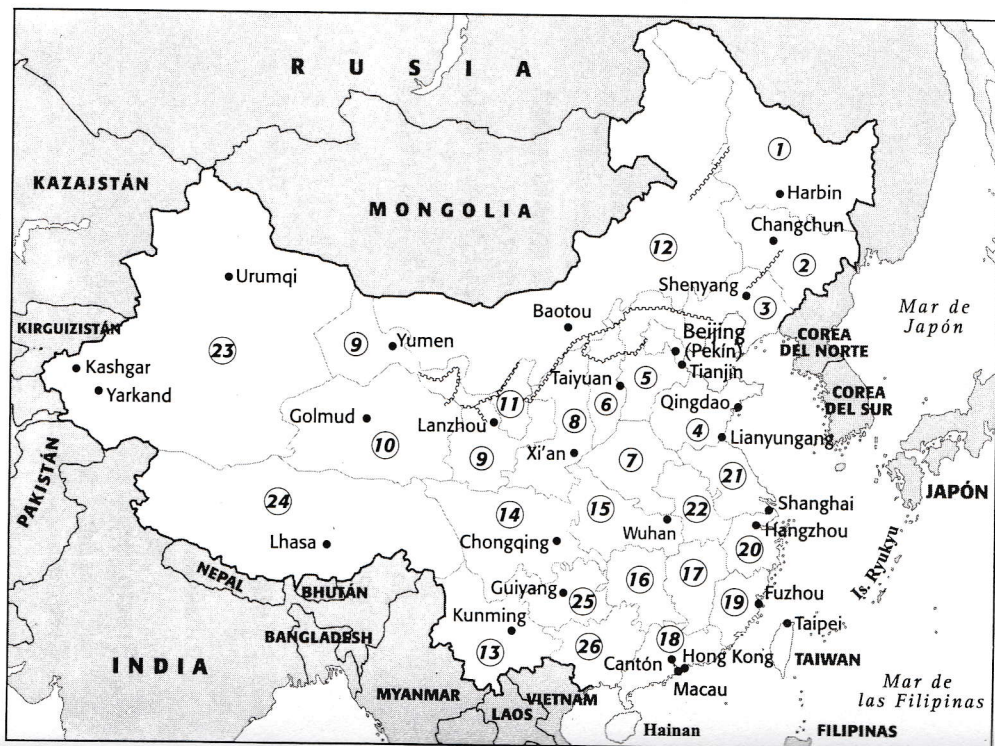 RUSIA
KAZAJSTÁN
MONGOLIA
1
Harbin
Changchun
2
12
Shenyang
3
Urumqi
Mar de
Japón
KIRGUIZISTÁN
23
9
Yumen
Baotou
Beijing
(Pekín)
Tianjin
COREA
DEL NORTE
Kashgar
Yarkand
Taiyuan
5
6
COREA
DEL SUR
Golmud
10
Lanzhou
11
8
Qingdao
4
Lianyungang
9
Xi'an
7
PAKISTÁN
21
JAPÓN
24
14
15
22
Shanghai
Hangzhou
Lhasa
Chongqing
Wuhan
20
Is. Ryukyu
NEPAL
BHUTÁN
Guiyang
25
16
17
19
Fuzhou
Kunming
Taipei
BANGLADESH
13
26
18
Cantón
Hong Kong
Macau
TAIWAN
INDIA
MYANMAR
LAOS
VIETNAM
Hainan
Mar de
las Filipinas
FILIPINAS